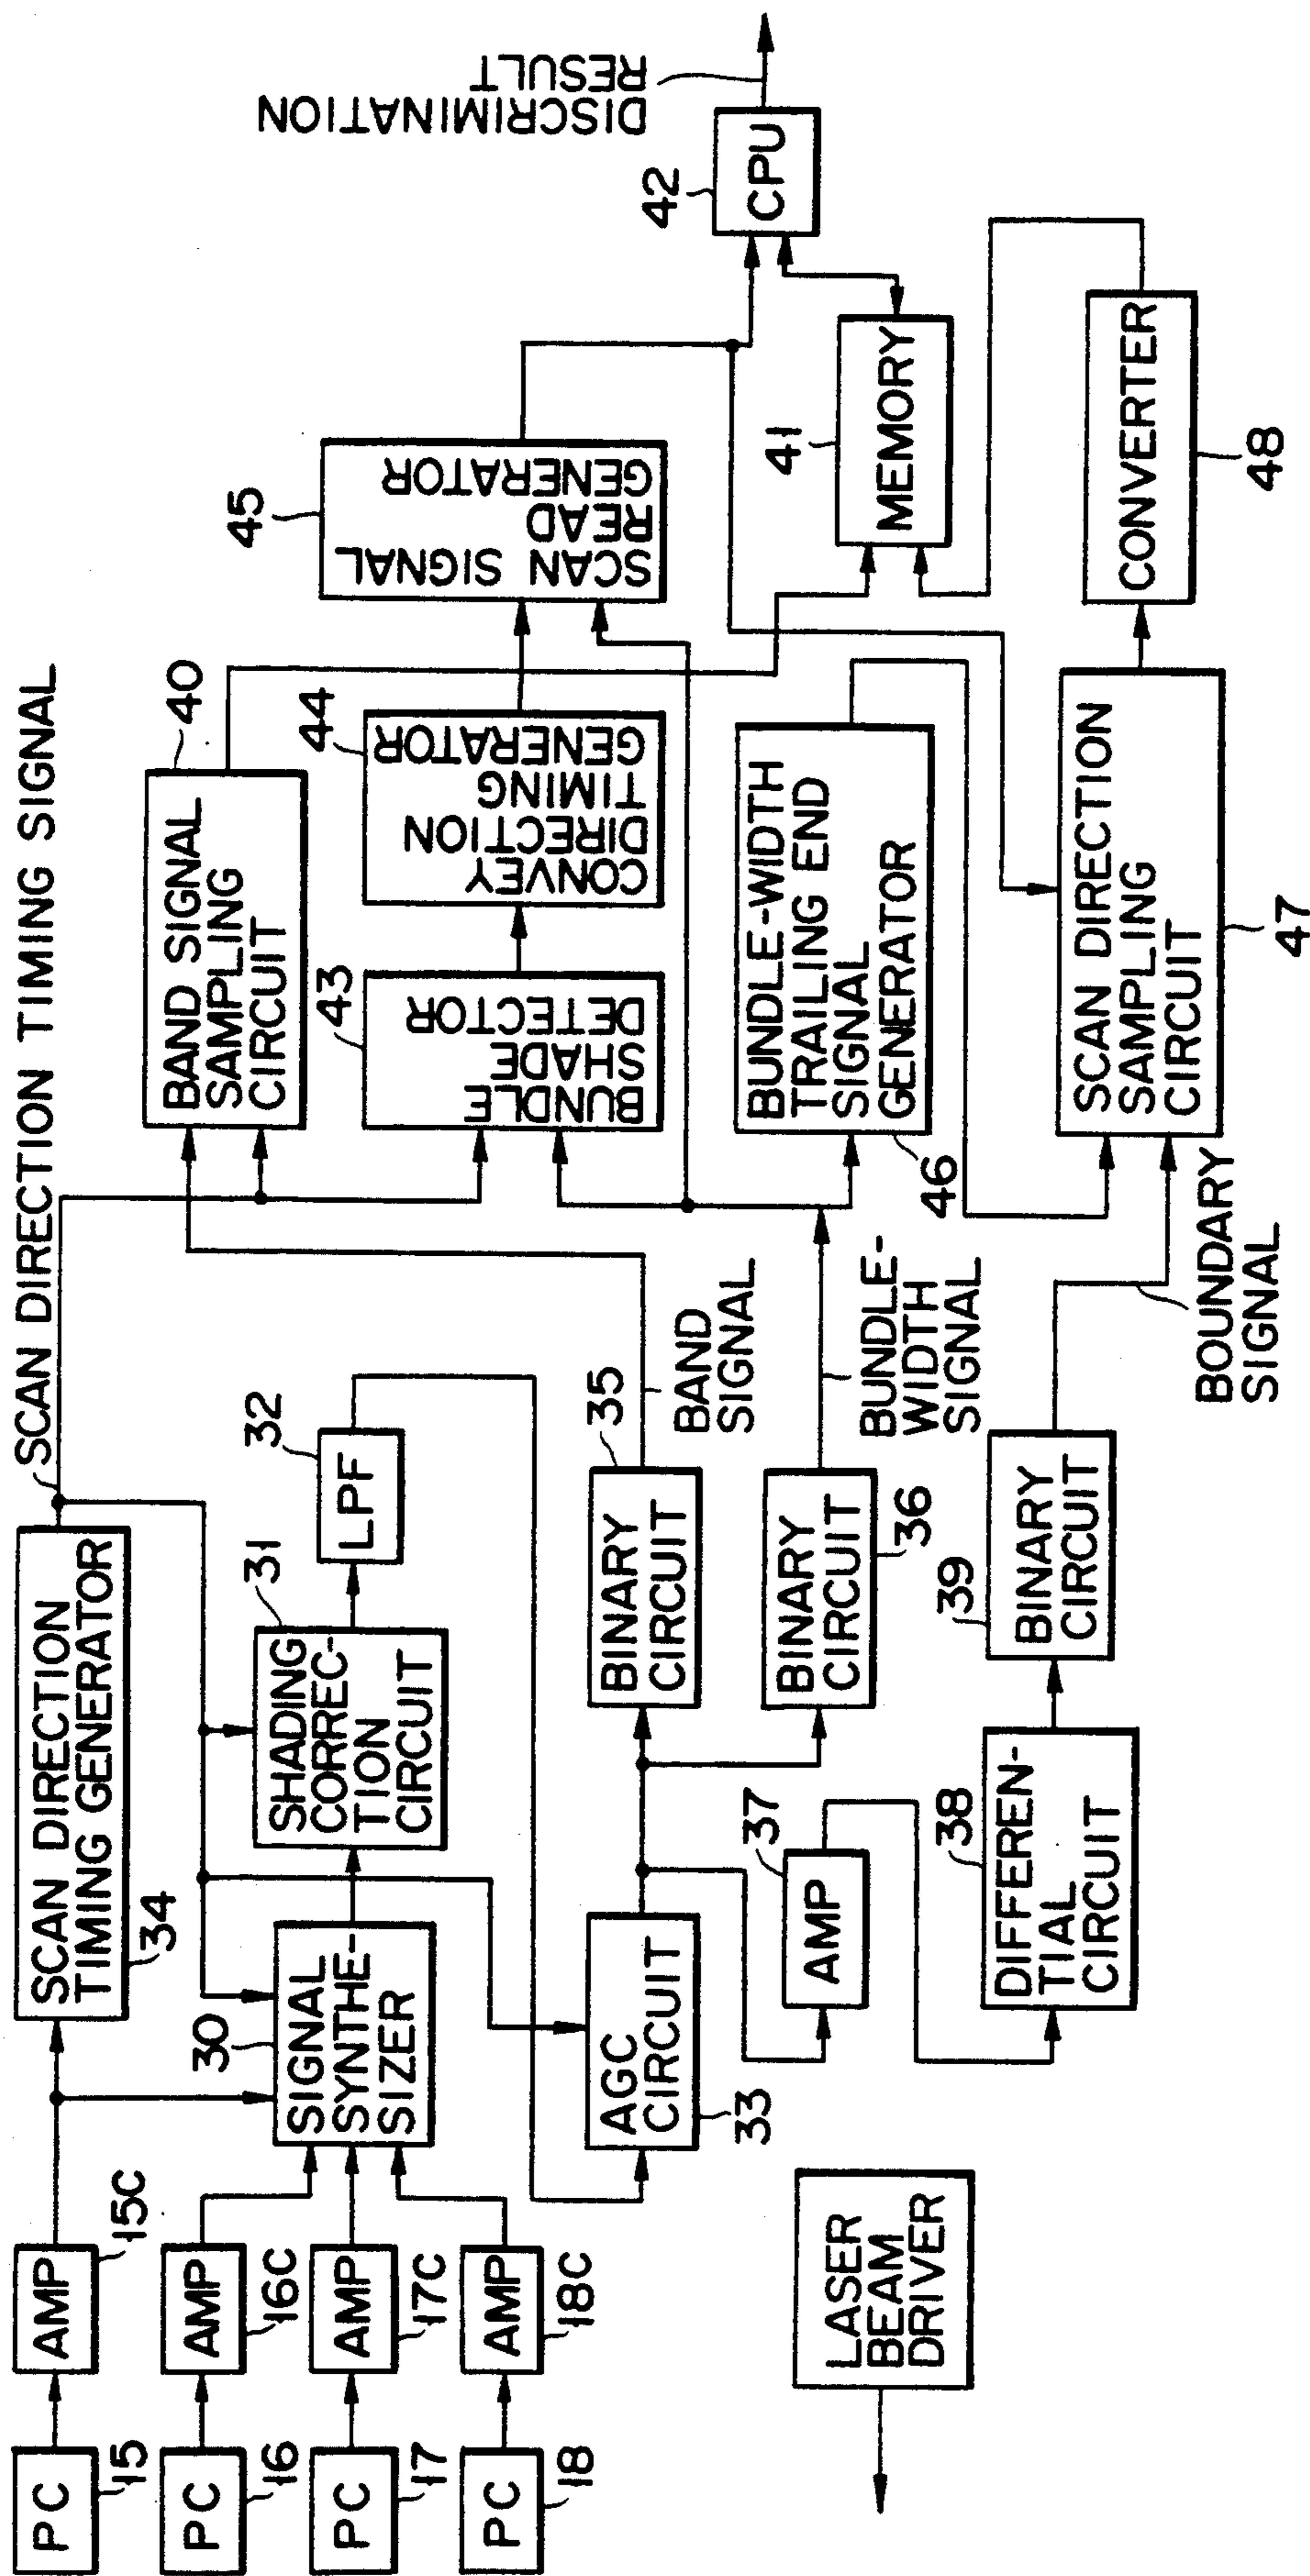 SCAN DIRECTION TIMING SIGNAL
PC
15
AMP
15C
SCAN DIRECTION
TIMING GENERATOR
34
PC
16
AMP
16C
PC
17
AMP
17C
PC
18
AMP
18C
30
SIGNAL
SYNTHE-
SIZER
31
SHADING
CORREC-
TION
CIRCUIT
32
LPF
AGC
CIRCUIT
33
BINARY
CIRCUIT
35
BAND
SIGNAL
BINARY
CIRCUIT
36
BUNDLE-
WIDTH
SIGNAL
37
AMP
38
DIFFEREN-
TIAL
CIRCUIT
39
BINARY
CIRCUIT
BOUNDARY
SIGNAL
LASER
BEAM
DRIVER
BAND SIGNAL
SAMPLING
CIRCUIT
40
43
BUNDLE
SHADE
DETECTOR
44
CONVEY
DIRECTION
TIMING
GENERATOR
45
SCAN SIGNAL
READ
GENERATOR
BUNDLE-WIDTH
TRAILING END
SIGNAL
GENERATOR
46
SCAN DIRECTION
SAMPLING
CIRCUIT
47
CONVERTER
48
41
MEMORY
42
CPU
DISCRIMINATION
RESULT